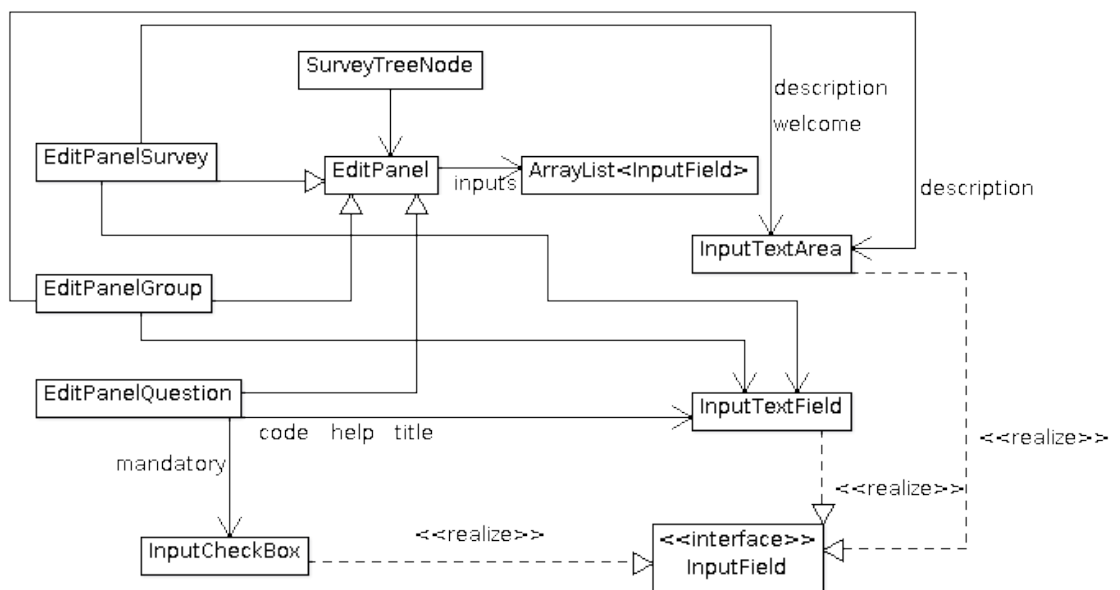 SurveyTreeNode
description
welcome
EditPanelSurvey
EditPanel
inputs
ArrayList<InputField>
description
InputTextArea
EditPanelGroup
EditPanelQuestion
InputTextField
code help title
mandatory
<<realize>>
<<realize>>
<<realize>>
InputCheckBox
<<interface>>
InputField